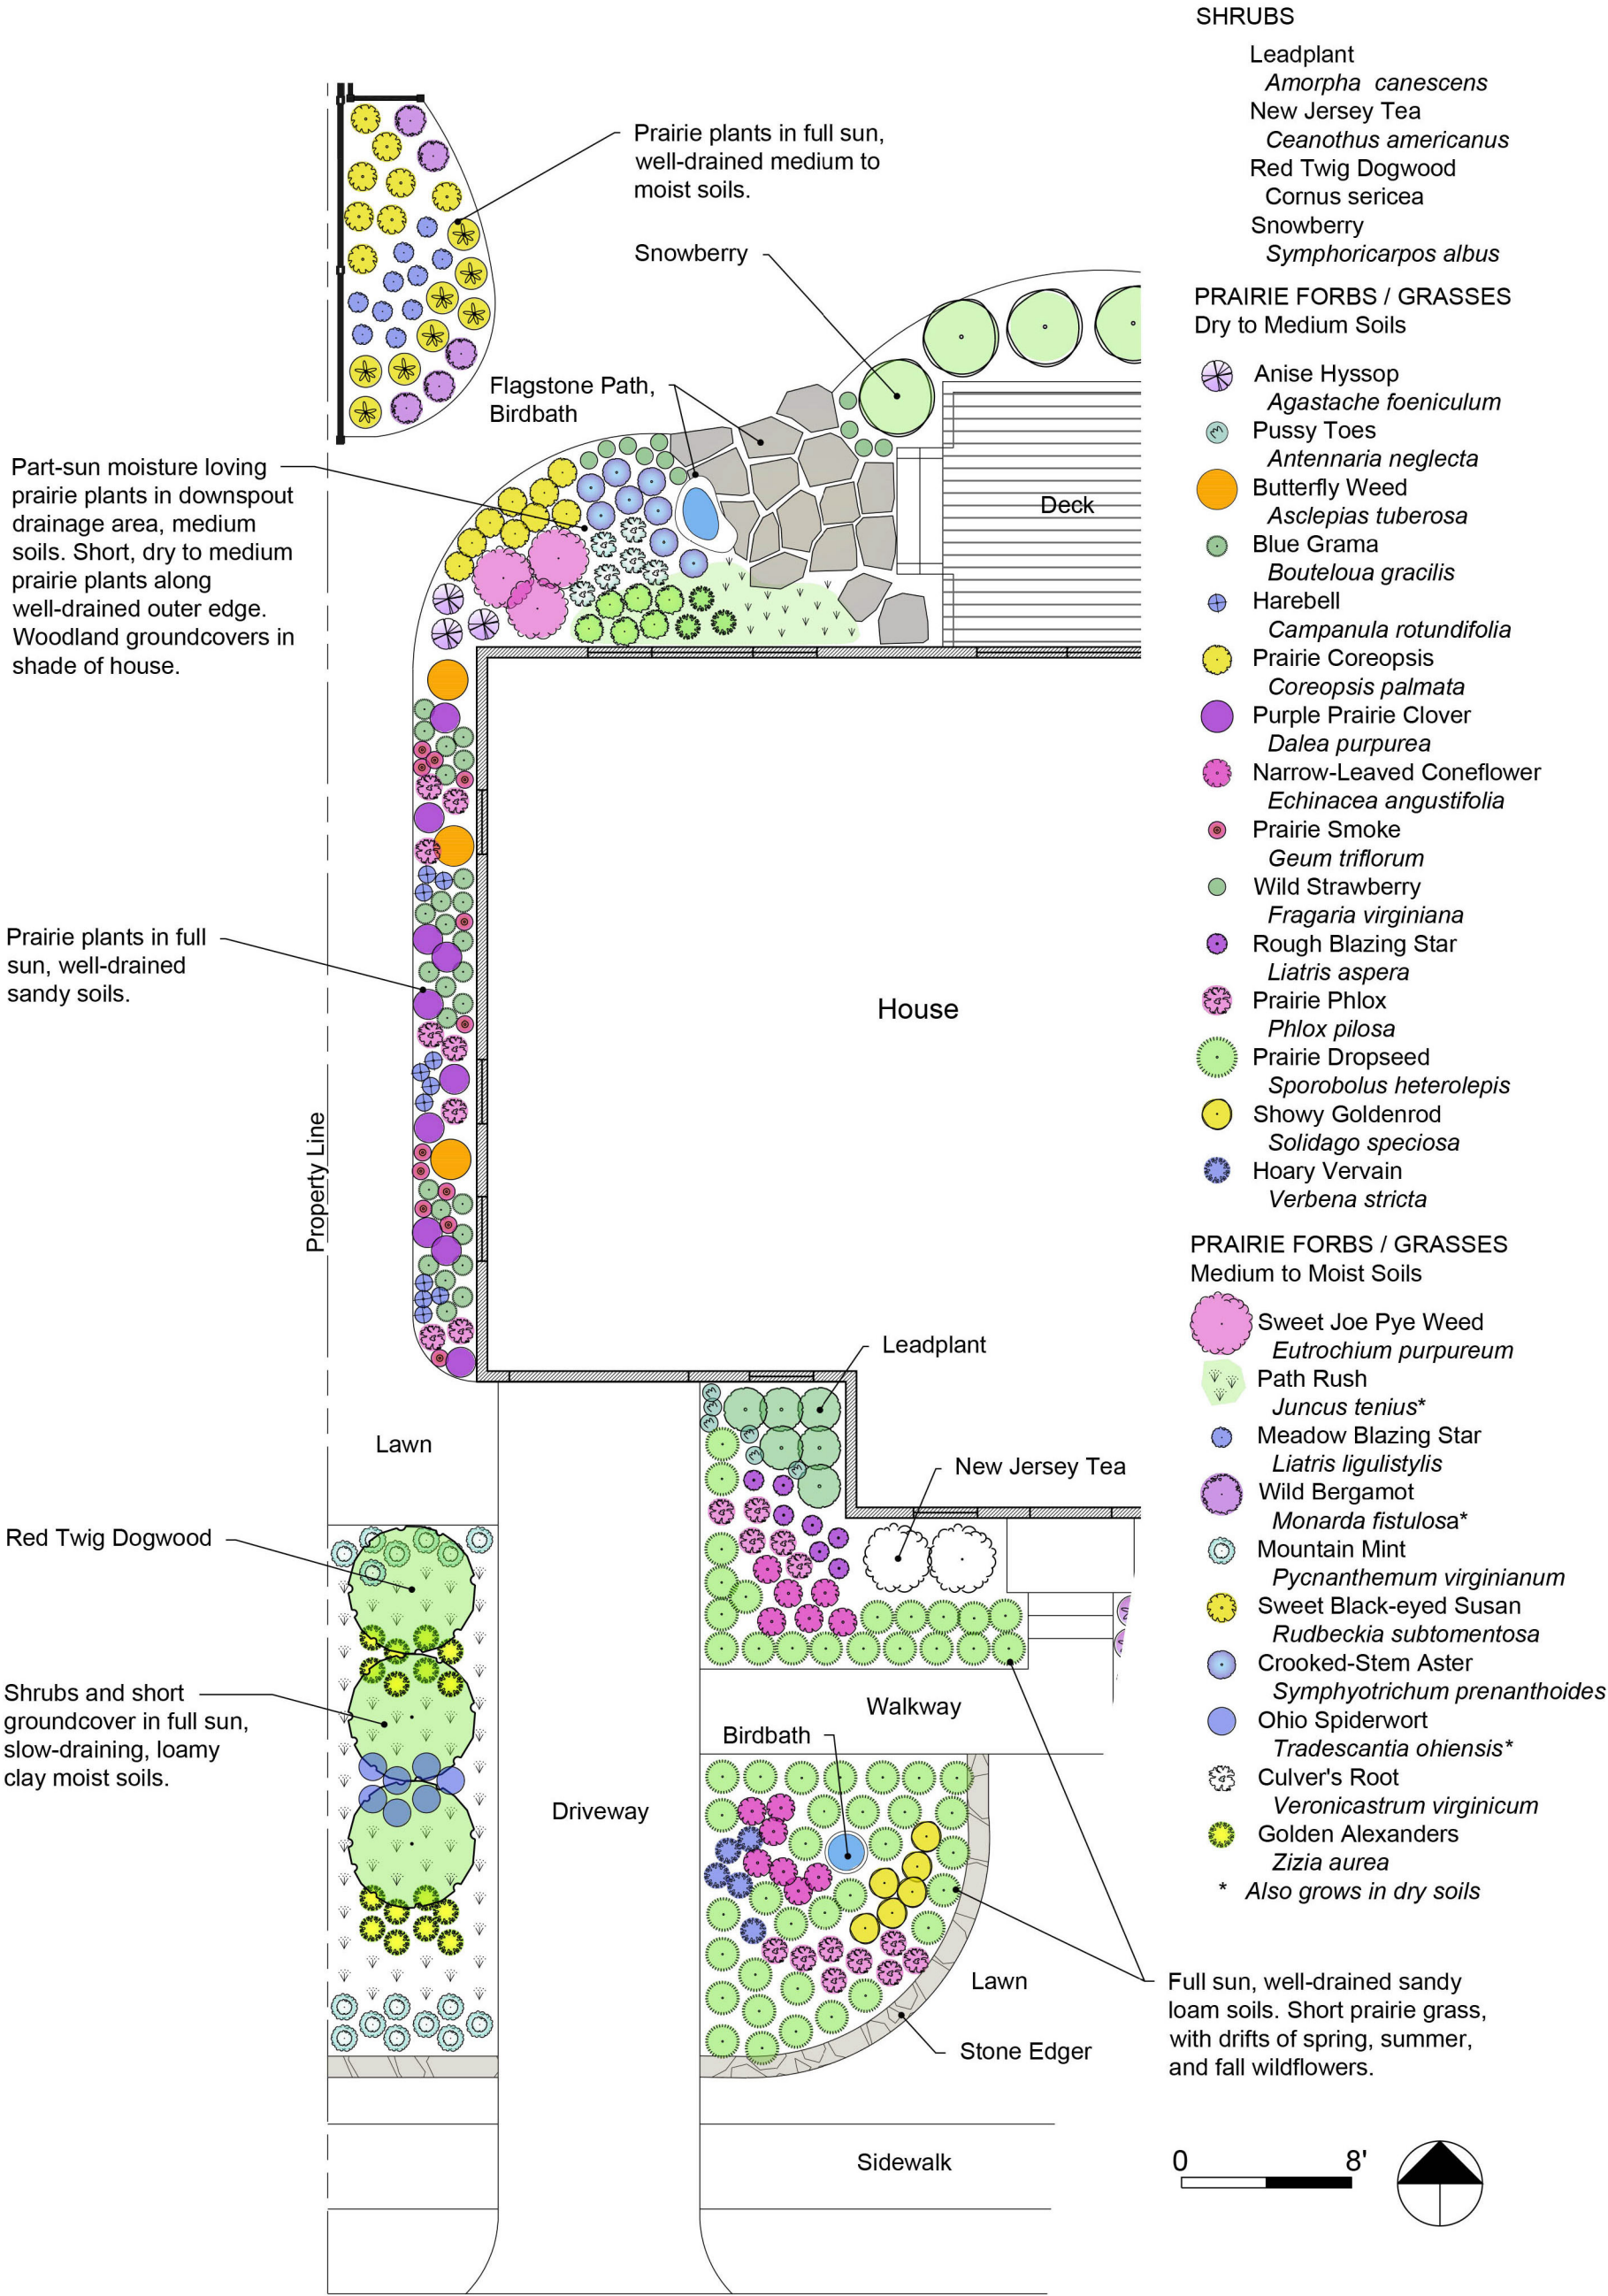 Prairie plants in full sun,
well-drained medium to
moist soils.
Snowberry
Flagstone Path,
Birdbath
Part-sun moisture loving
prairie plants in downspout
drainage area, medium
soils. Short, dry to medium
prairie plants along
well-drained outer edge.
Woodland groundcovers in
shade of house.
Deck
Prairie plants in full
sun, well-drained
sandy soils.
House
Property Line
Leadplant
Lawn
New Jersey Tea
Red Twig Dogwood
Shrubs and short
groundcover in full sun,
slow-draining, loamy
clay moist soils.
Walkway
Birdbath
Driveway
Lawn
Stone Edger
Full sun, well-drained sandy
loam soils. Short prairie grass,
with drifts of spring, summer,
and fall wildflowers.
Sidewalk
0 8'
SHRUBS
Leadplant
Amorpha canescens
New Jersey Tea
Ceanothus americanus
Red Twig Dogwood
Cornus sericea
Snowberry
Symphoricarpos albus
PRAIRIE FORBS / GRASSES
Dry to Medium Soils
Anise Hyssop
Agastache foeniculum
Pussy Toes
Antennaria neglecta
Butterfly Weed
Asclepias tuberosa
Blue Grama
Bouteloua gracilis
Harebell
Campanula rotundifolia
Prairie Coreopsis
Coreopsis palmata
Purple Prairie Clover
Dalea purpurea
Narrow-Leaved Coneflower
Echinacea angustifolia
Prairie Smoke
Geum triflorum
Wild Strawberry
Fragaria virginiana
Rough Blazing Star
Liatris aspera
Prairie Phlox
Phlox pilosa
Prairie Dropseed
Sporobolus heterolepis
Showy Goldenrod
Solidago speciosa
Hoary Vervain
Verbena stricta
PRAIRIE FORBS / GRASSES
Medium to Moist Soils
Sweet Joe Pye Weed
Eutrochium purpureum
Path Rush
Juncus tenius*
Meadow Blazing Star
Liatris ligulistylis
Wild Bergamot
Monarda fistulosa*
Mountain Mint
Pycnanthemum virginianum
Sweet Black-eyed Susan
Rudbeckia subtomentosa
Crooked-Stem Aster
Symphyotrichum prenanthoides
Ohio Spiderwort
Tradescantia ohiensis*
Culver's Root
Veronicastrum virginicum
Golden Alexanders
Zizia aurea
* Also grows in dry soils